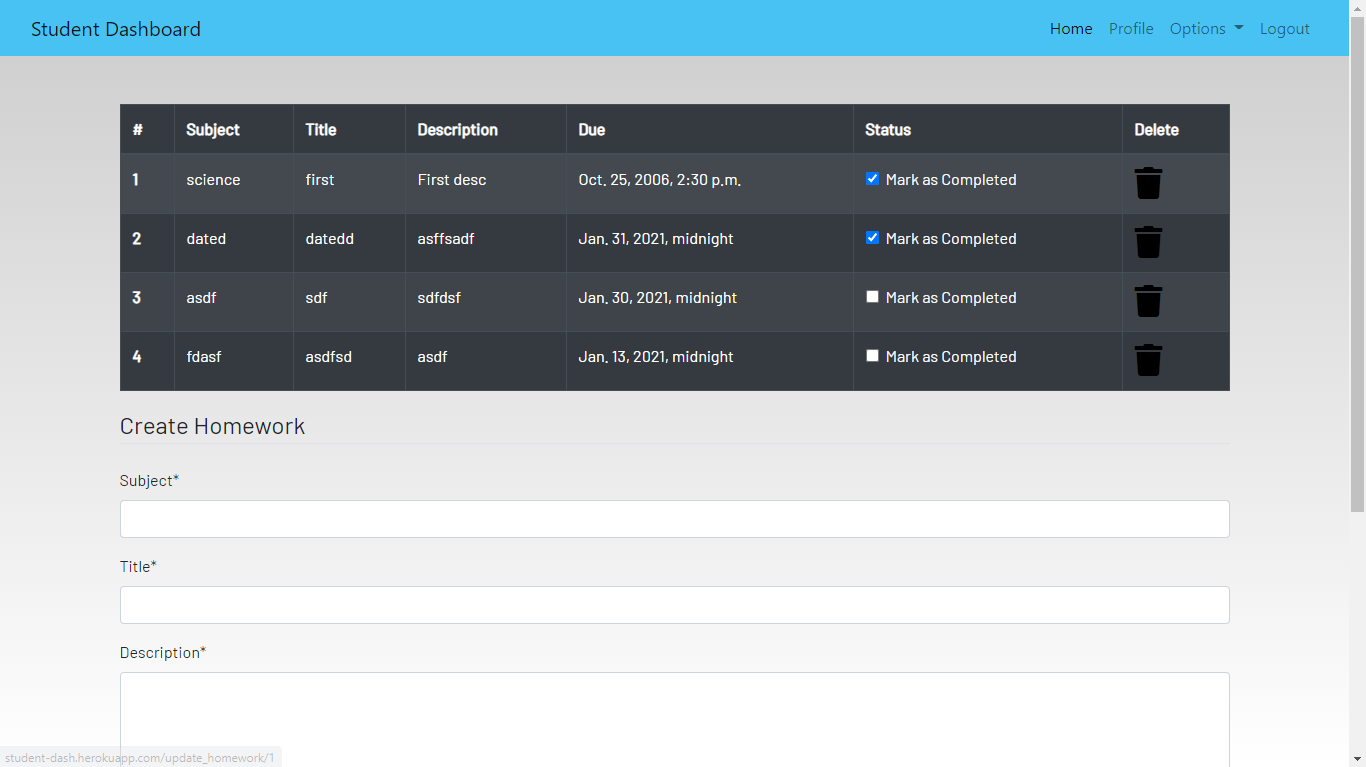 Student Dashboard Home Profile Options Logout
# Subject Title Description Due Status Delete
1 science first First desc Oct. 25, 2006, 2:30 p.m. Mark as Completed
2 dated datedd asffsadf Jan. 31, 2021, midnight Mark as Completed
3 asdf sdf sdfdsf Jan. 30, 2021, midnight Mark as Completed
4 fdasf asdfsd asdf Jan. 13, 2021, midnight Mark as Completed
Create Homework
Subject*
Title*
Description*
student-dash.herokuapp.com/update_homework/1